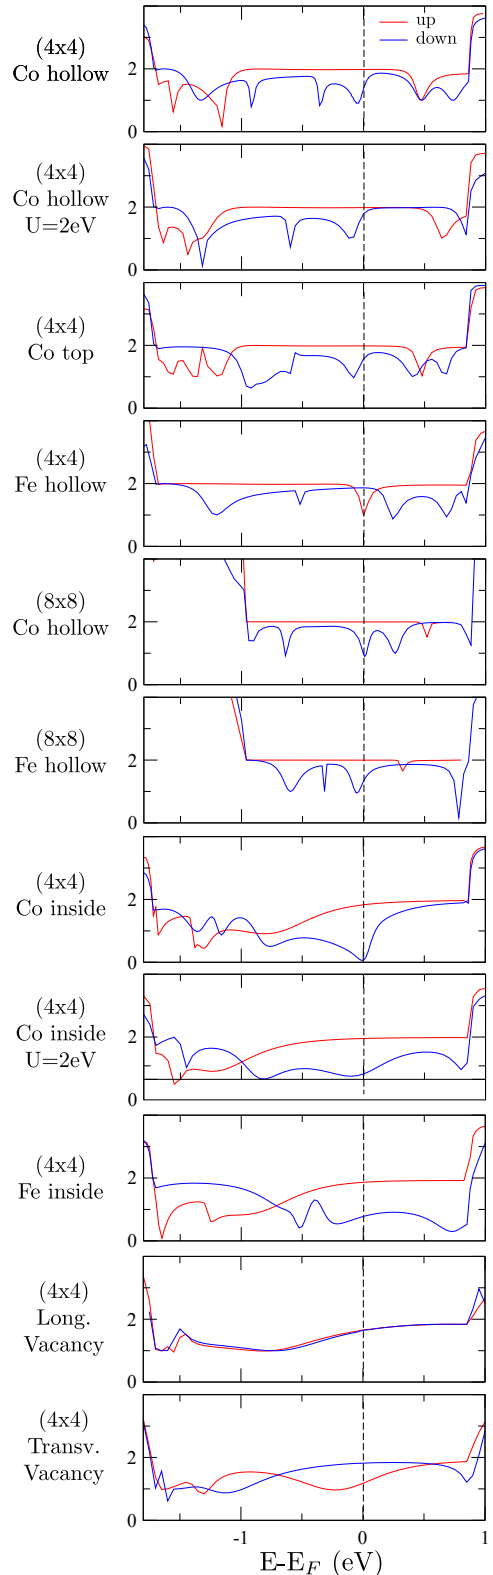 up
down
(4x4)
Co hollow
2
0
(4x4)
Co hollow
U=2eV
2
0
(4x4)
Co top
2
0
(4x4)
Fe hollow
2
0
(8x8)
Co hollow
2
0
(8x8)
Fe hollow
2
0
(4x4)
Co inside
2
0
(4x4)
Co inside
U=2eV
2
0
(4x4)
Fe inside
2
0
(4x4)
Long.
Vacancy
2
0
(4x4)
Transv.
Vacancy
2
0
-1 0 1
E-E_F (eV)